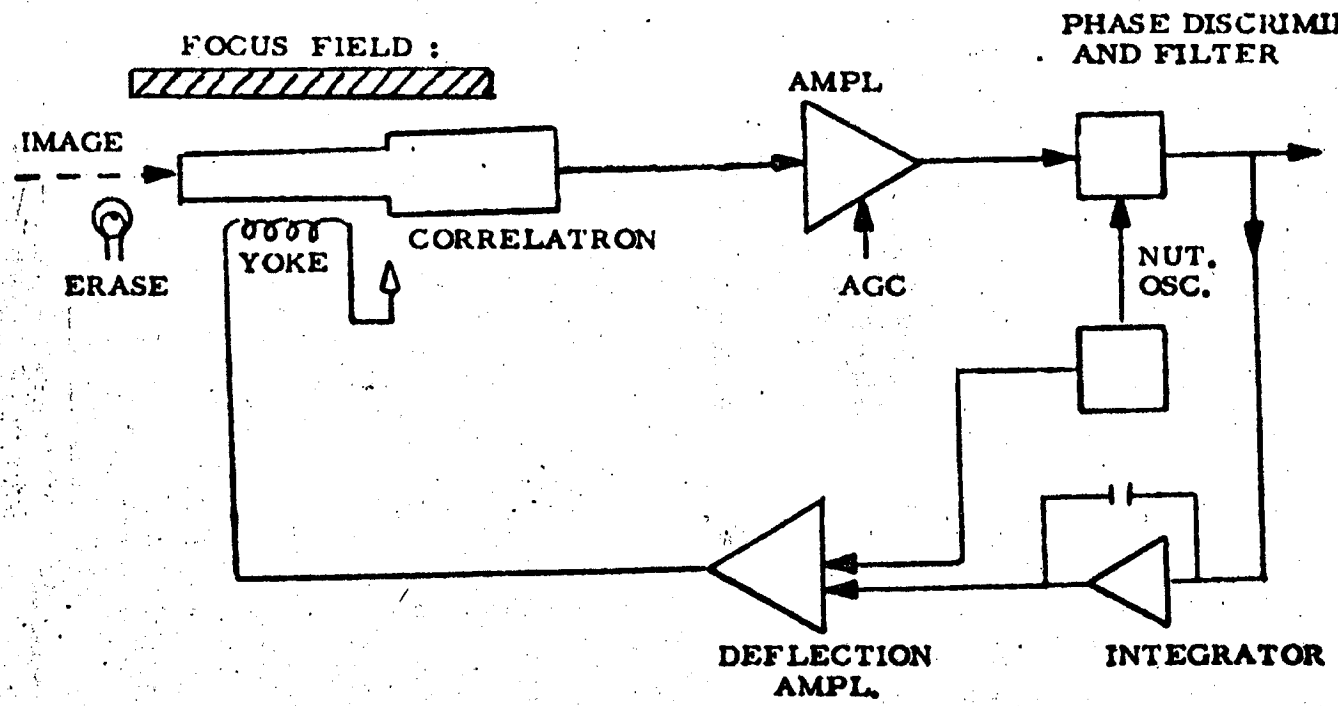 FOCUS FIELD :
PHASE DISCRIMI
AND FILTER
AMPL
IMAGE
ERASE
YOKE
CORRELATRON
AGC
NUT.
OSC.
DEFLECTION
AMPL.
INTEGRATOR